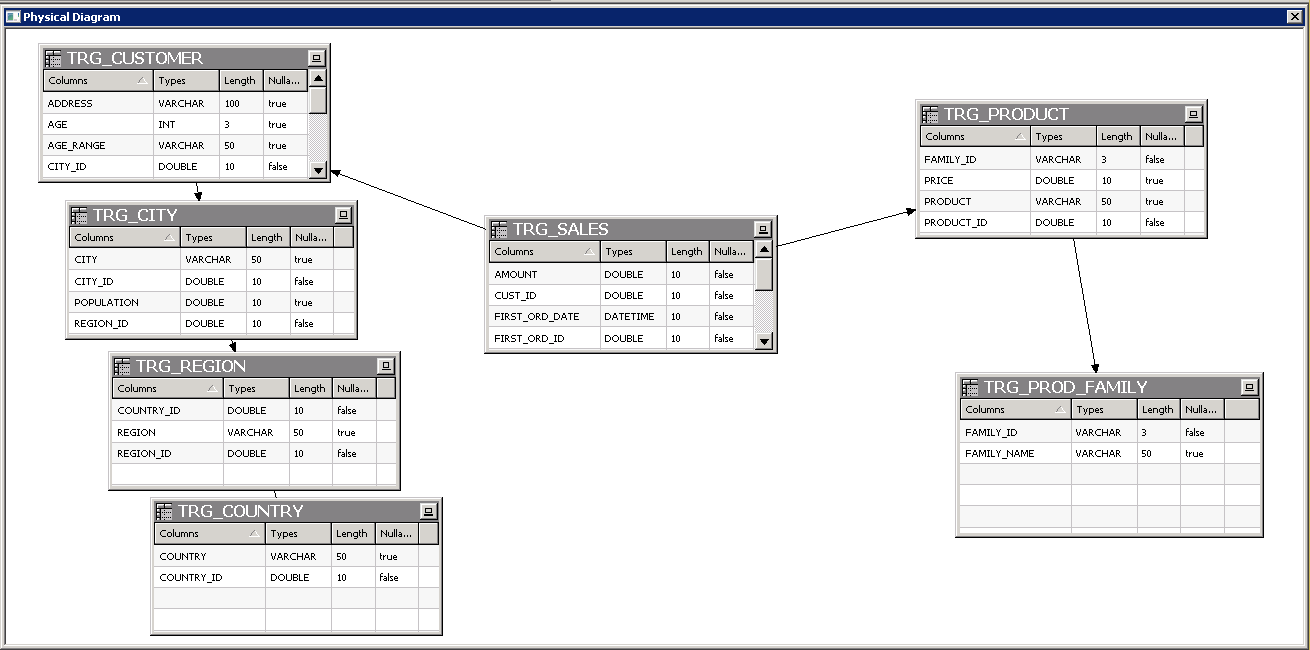 Physical Diagram
TRG_CUSTOMER
Columns Types Length Nulla...
ADDRESS VARCHAR 100 true
AGE INT 3 true
AGE_RANGE VARCHAR 50 true
CITY_ID DOUBLE 10 false
TRG_CITY
Columns Types Length Nulla...
CITY VARCHAR 50 true
CITY_ID DOUBLE 10 false
POPULATION DOUBLE 10 true
REGION_ID DOUBLE 10 false
TRG_REGION
Columns Types Length Nulla...
COUNTRY_ID DOUBLE 10 false
REGION VARCHAR 50 true
REGION_ID DOUBLE 10 false
TRG_COUNTRY
Columns Types Length Nulla...
COUNTRY VARCHAR 50 true
COUNTRY_ID DOUBLE 10 false
TRG_SALES
Columns Types Length Nulla...
AMOUNT DOUBLE 10 false
CUST_ID DOUBLE 10 false
FIRST_ORD_DATE DATETIME 10 false
FIRST_ORD_ID DOUBLE 10 false
TRG_PRODUCT
Columns Types Length Nulla...
FAMILY_ID VARCHAR 3 false
PRICE DOUBLE 10 true
PRODUCT VARCHAR 50 true
PRODUCT_ID DOUBLE 10 false
TRG_PROD_FAMILY
Columns Types Length Nulla...
FAMILY_ID VARCHAR 3 false
FAMILY_NAME VARCHAR 50 true